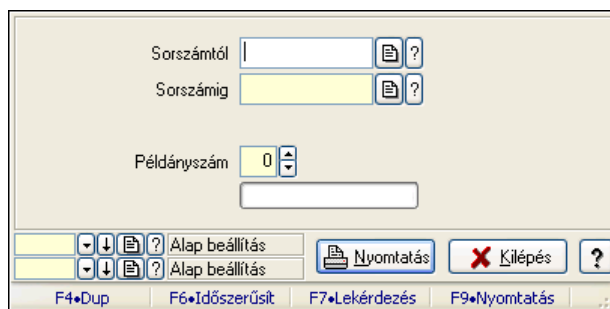 Sorszámtól ?
Sorszámig ?
Példányszám 0
? Alap beállítás
? Alap beállítás
Nyomtatás Kilépés ?
F4•Dup F6•Időszerűsít F7•Lekérdezés F9•Nyomtatás